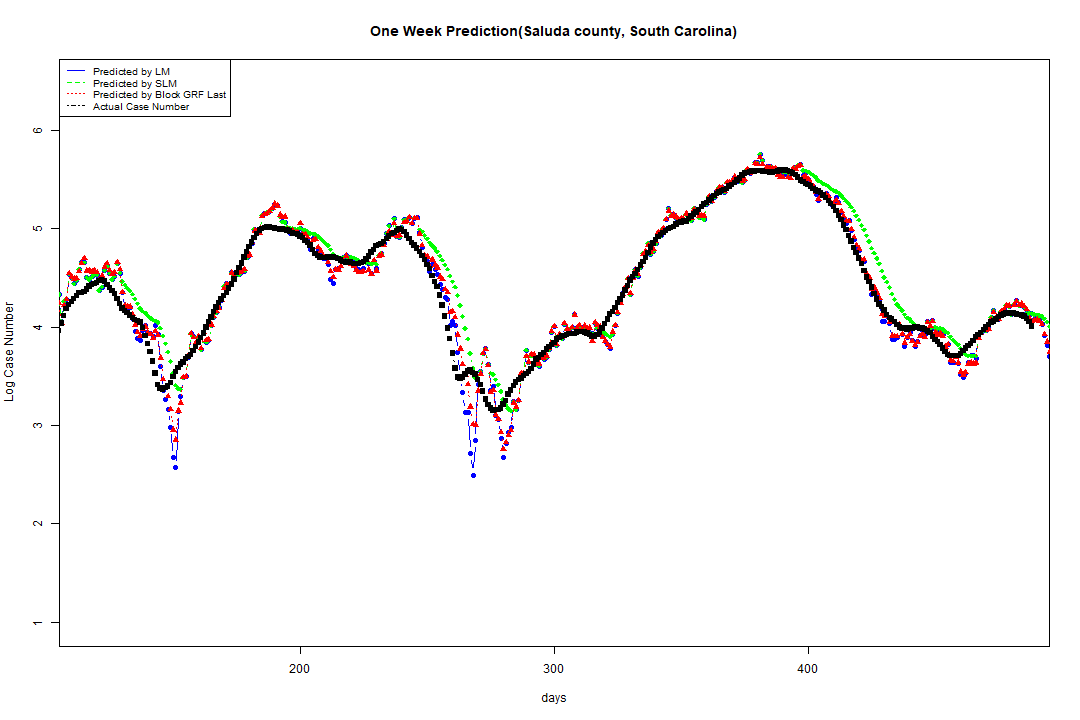 One Week Prediction(Saluda county, South Carolina)
Predicted by LM
Predicted by SLM
Predicted by Block GRF Last
Actual Case Number
6
5
4
3
2
1
Log Case Number
200 300 400
days